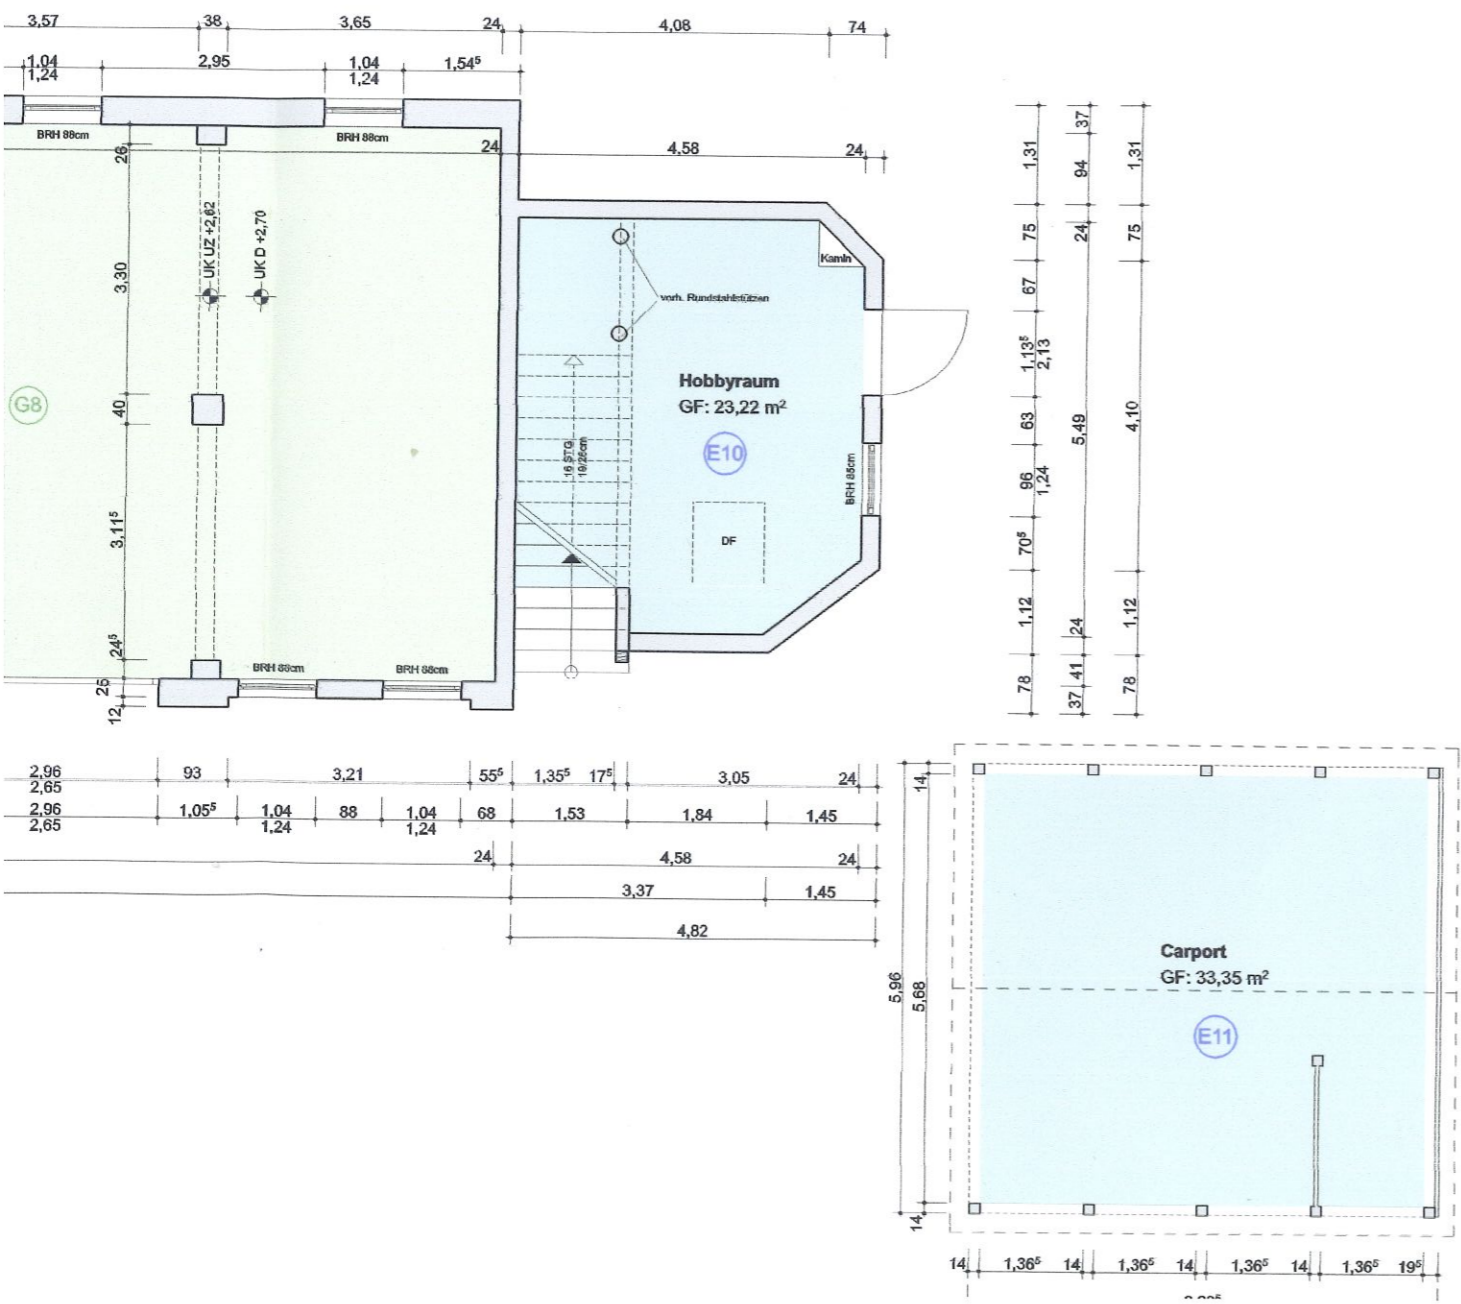 3,57 38 3,65 24 4,08 74
1,04 2,95 1,04 1,54⁵
1,24 1,24
BRH 88cm BRH 88cm
26 24 4,58 24
37
1,31 94 1,31
UK UZ +2,62 UK D +2,70
75 24 75
Kamin
3,30 67
vorh. Rundstahlstützen
1,13⁵
2,13
Hobbyraum
GF: 23,22 m²
G8 40 63 5,49 4,10
E10
16 STG
19/26cm
BRH 88cm
96
1,24
3,11⁵ DF 70⁵
1,12 24 1,12
24⁵
BRH 88cm BRH 88cm
26 78 41 78
12 37
2,96 93 3,21 55⁵ 1,35⁵ 17⁵ 3,05 24
2,65
2,96 1,05⁵ 1,04 88 1,04 68 1,53 1,84 1,45
2,65 1,24 1,24
24 4,58 24
3,37 1,45
4,82
14
Carport
GF: 33,35 m²
5,96 5,68
E11
14
14 1,36⁵ 14 1,36⁵ 14 1,36⁵ 14 1,36⁵ 19⁵